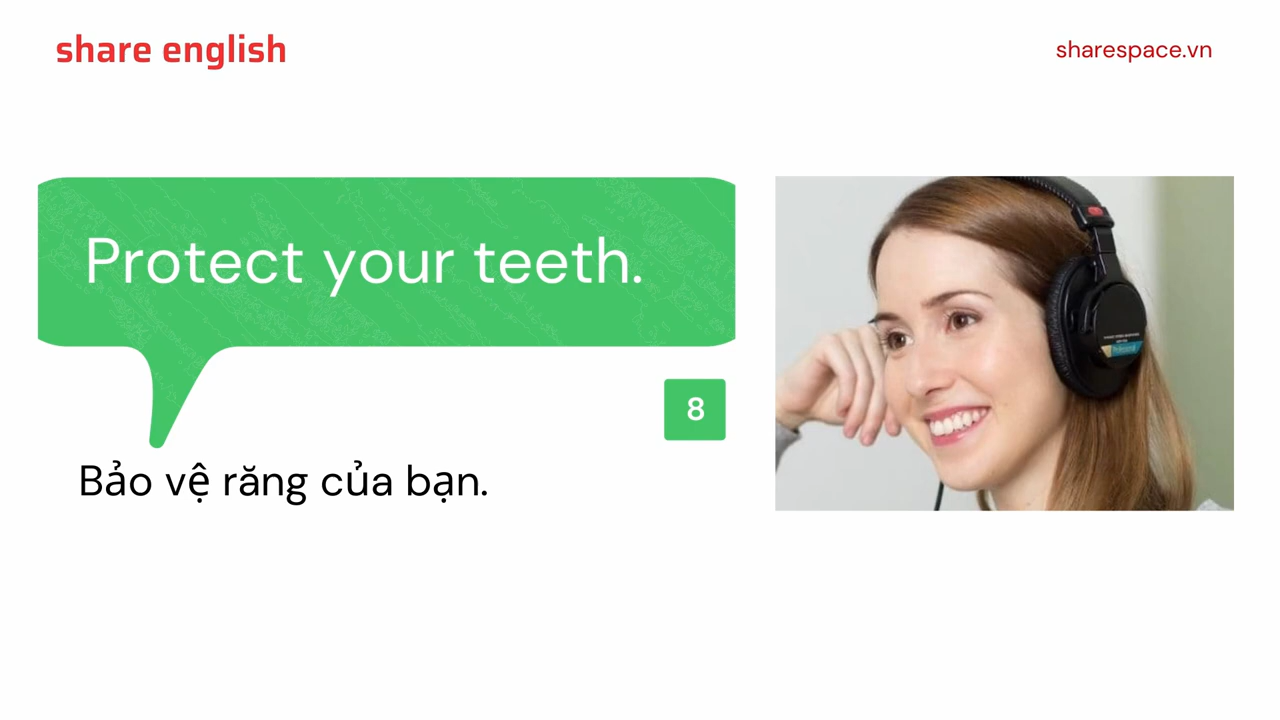 share english
sharespace.vn
Protect your teeth.
8
Bảo vệ răng của bạn.